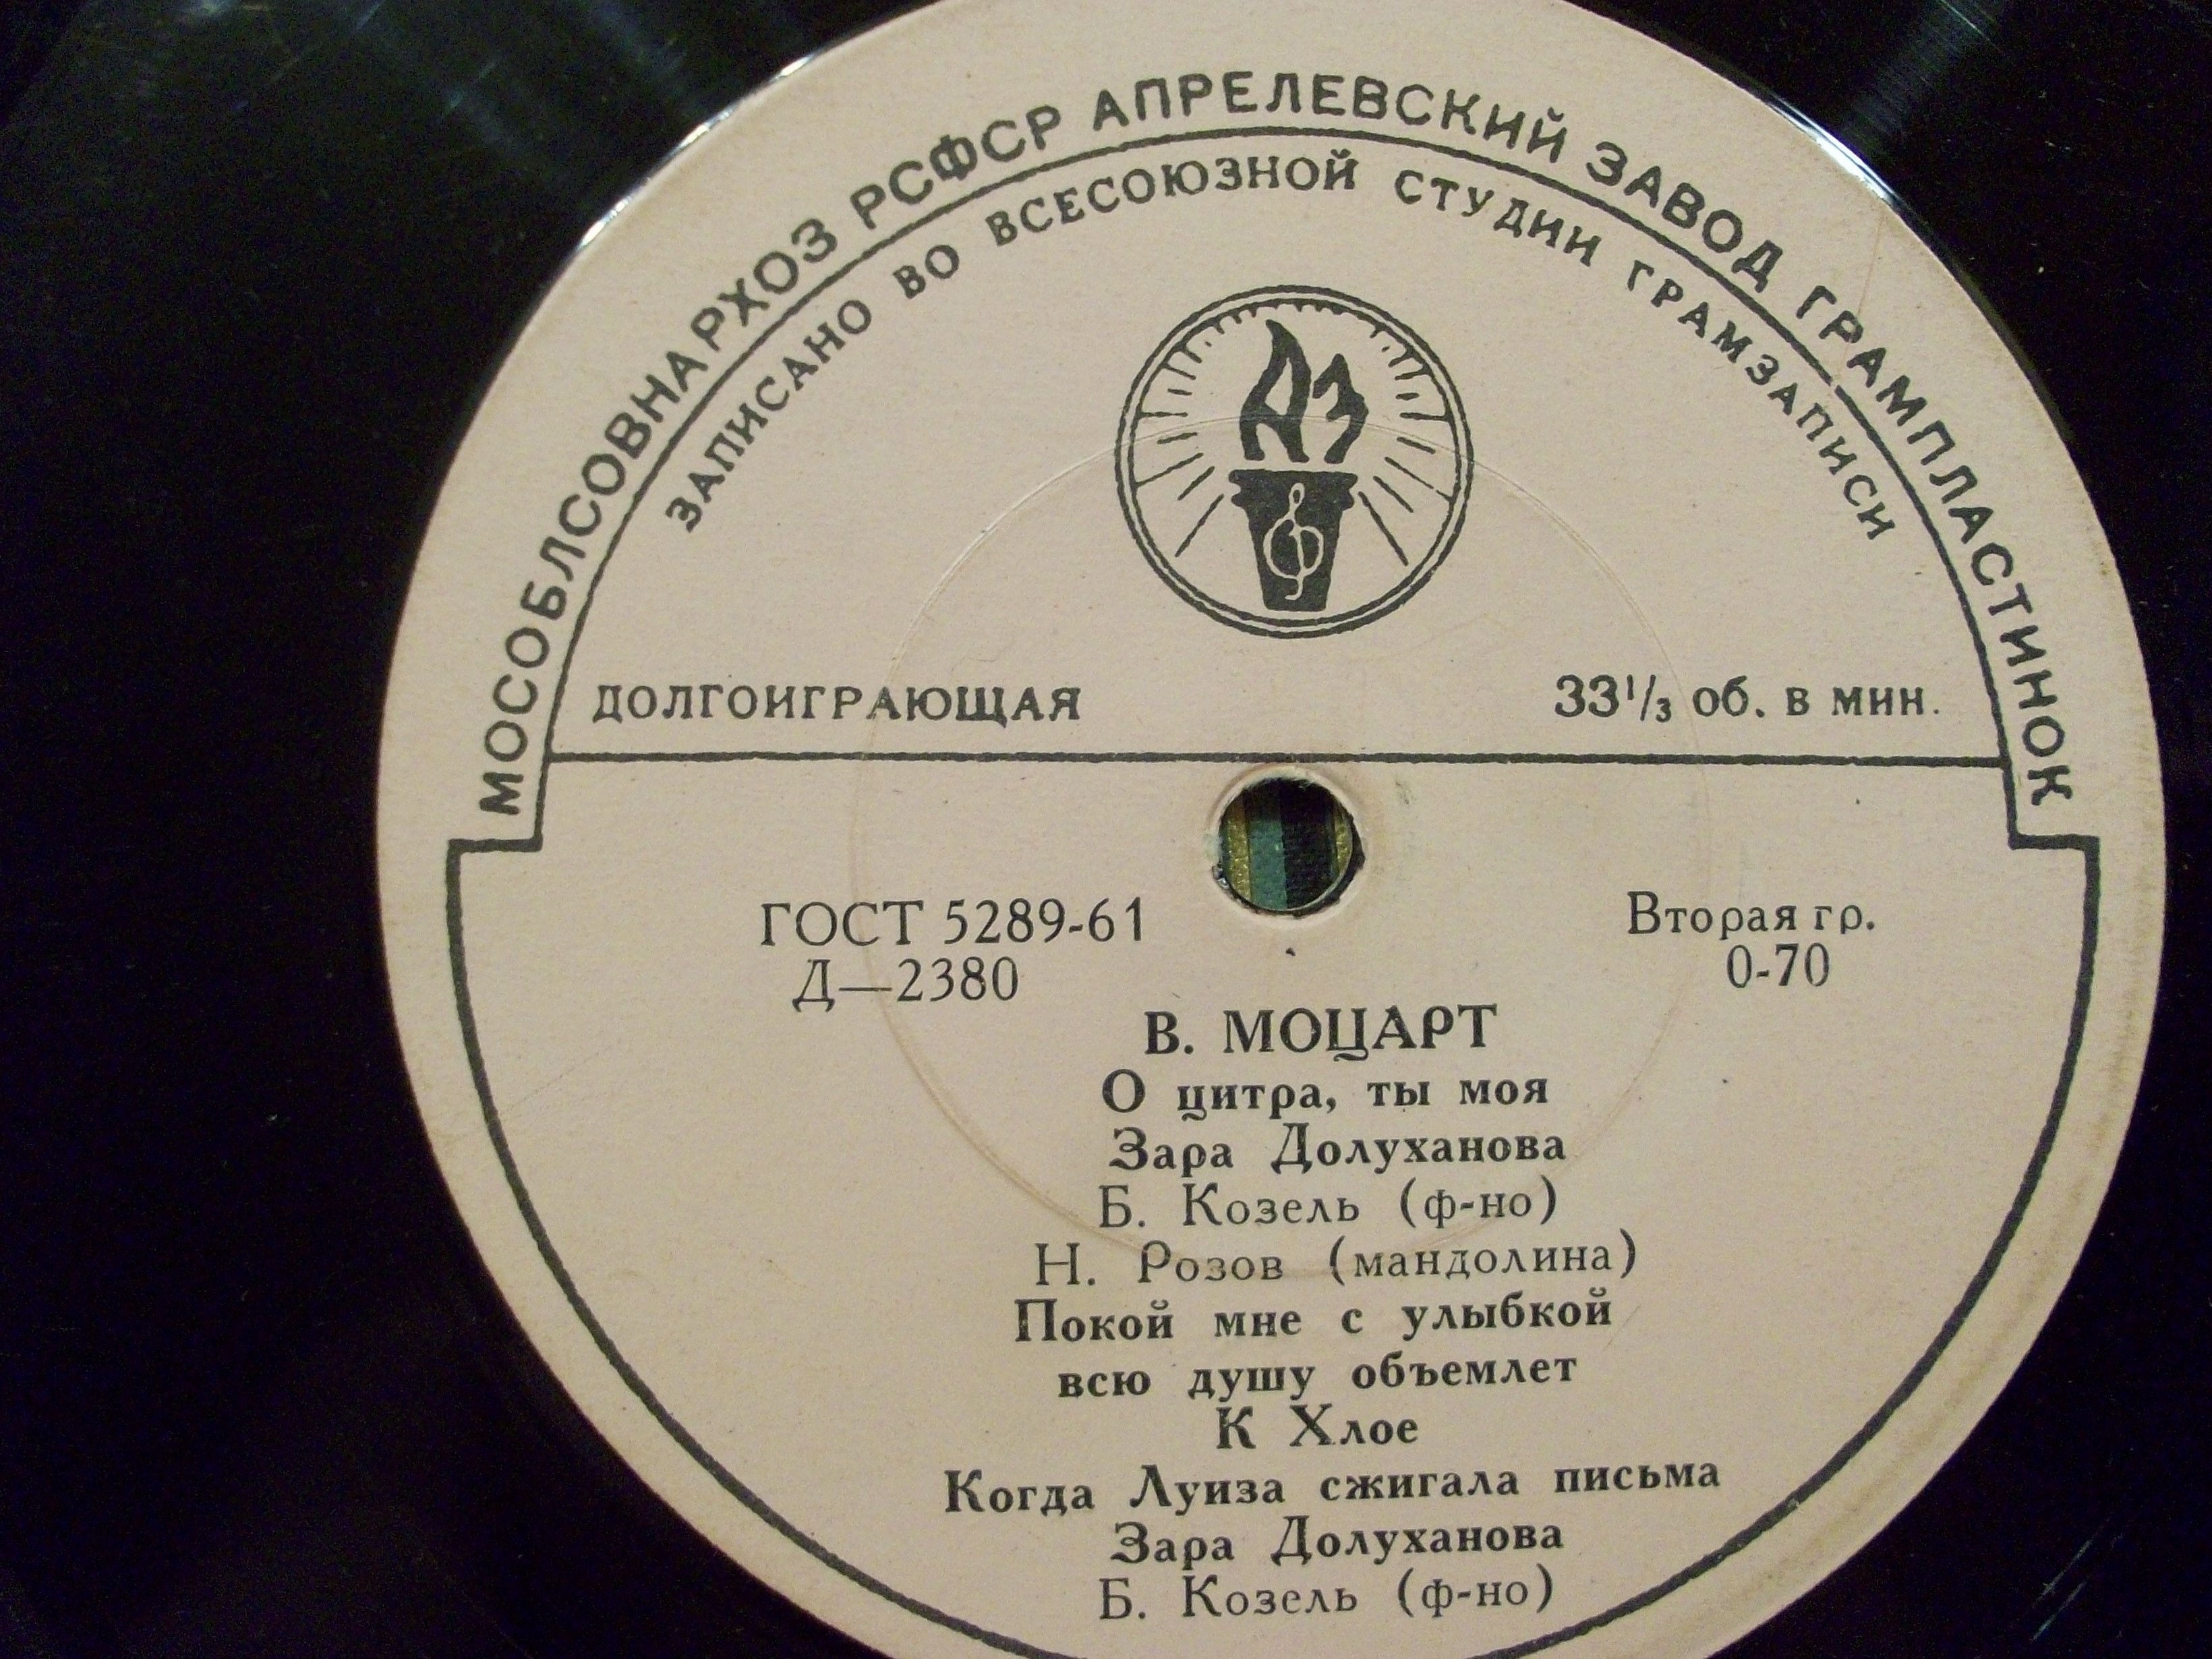 МОСОБЛСОВНАРХОЗ РСФСР АПРЕЛЕВСКИЙ ЗАВОД ГРАМПЛАСТИНОК
ЗАПИСАНО ВО ВСЕСОЮЗНОЙ СТУДИИ ГРАМЗАПИСИ
АЗ
ДОЛГОИГРАЮЩАЯ 33⅓ об. в мин.
ГОСТ 5289-61 Вторая гр.
Д—2380 0-70
В. МОЦАРТ
О цитра, ты моя
Зара Долуханова
Б. Козель (ф-но)
Н. Розов (мандолина)
Покой мне с улыбкой
всю душу объемлет
К Хлое
Когда Луиза сжигала письма
Зара Долуханова
Б. Козель (ф-но)